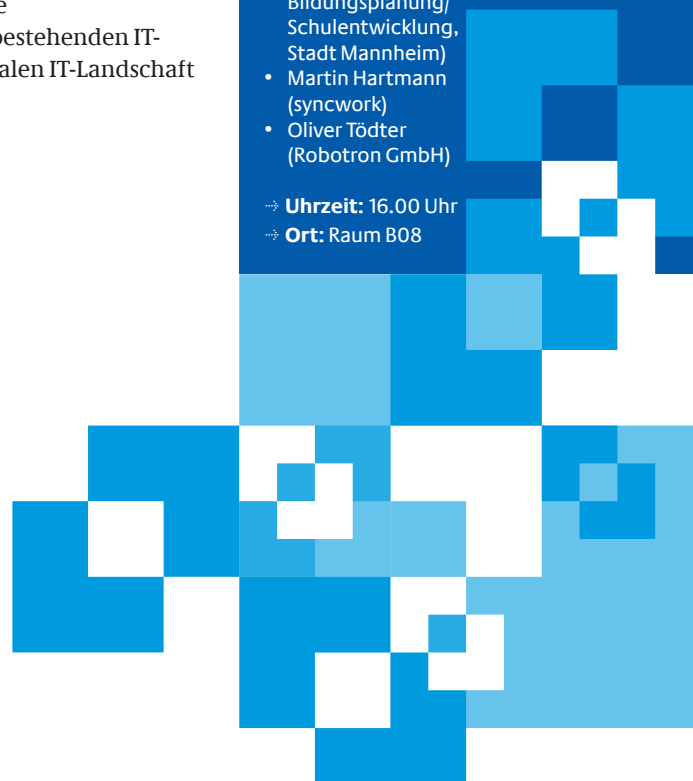 e
bestehenden IT-
alen IT-Landschaft
Bildungsplanung/
Schulentwicklung,
Stadt Mannheim)
• Martin Hartmann
(syncwork)
• Oliver Tödter
(Robotron GmbH)
→ Uhrzeit: 16.00 Uhr
→ Ort: Raum B08